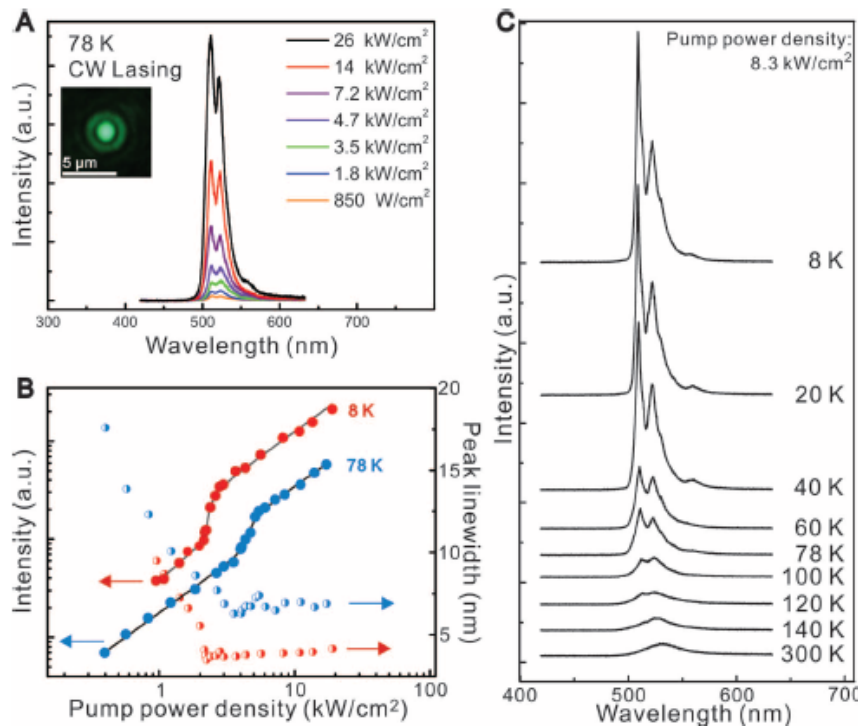 A
78 K
CW Lasing
5 µm
26 kW/cm²
14 kW/cm²
7.2 kW/cm²
4.7 kW/cm²
3.5 kW/cm²
1.8 kW/cm²
850 W/cm²
Intensity (a.u.)
300 400 500 600 700
Wavelength (nm)
B
8 K
78 K
20
15
10
5
Intensity (a.u.)
Peak linewidth (nm)
1 10 100
Pump power density (kW/cm²)
C
Pump power density:
8.3 kW/cm²
8 K
20 K
40 K
60 K
78 K
100 K
120 K
140 K
300 K
Intensity (a.u.)
400 500 600 700
Wavelength (nm)